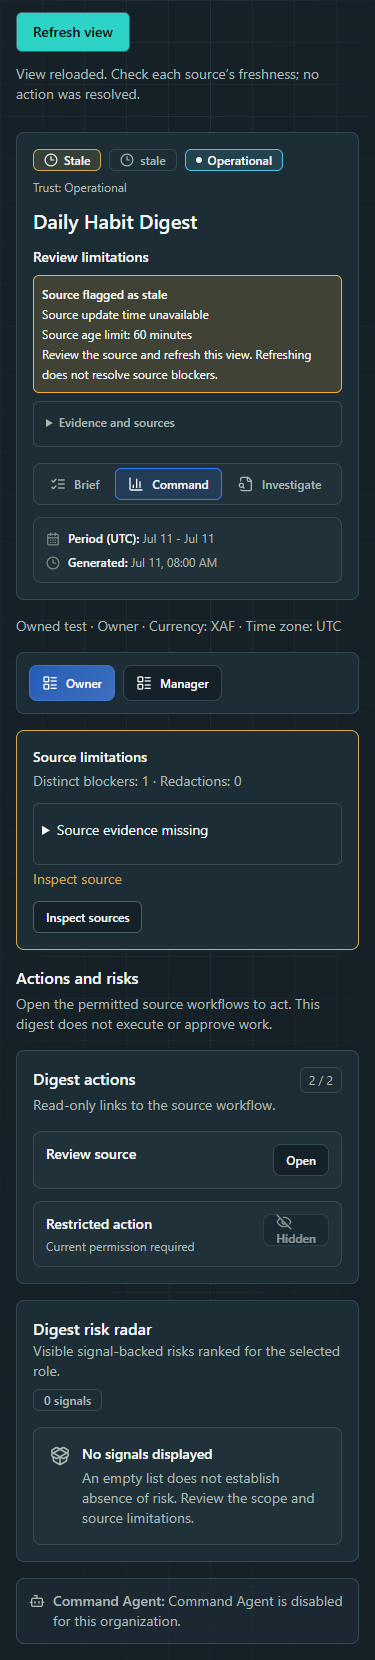 Refresh view
View reloaded. Check each source's freshness; no
action was resolved.
Stale
stale
Operational
Trust: Operational
Daily Habit Digest
Review limitations
Source flagged as stale
Source update time unavailable
Source age limit: 60 minutes
Review the source and refresh this view. Refreshing
does not resolve source blockers.
Evidence and sources
Brief
Command
Investigate
Period (UTC): Jul 11 - Jul 11
Generated: Jul 11, 08:00 AM
Owned test · Owner · Currency: XAF · Time zone: UTC
Owner
Manager
Source limitations
Distinct blockers: 1 · Redactions: 0
Source evidence missing
Inspect source
Inspect sources
Actions and risks
Open the permitted source workflows to act. This
digest does not execute or approve work.
Digest actions
2 / 2
Read-only links to the source workflow.
Review source
Open
Restricted action
Current permission required
Hidden
Digest risk radar
Visible signal-backed risks ranked for the selected
role.
0 signals
No signals displayed
An empty list does not establish
absence of risk. Review the scope and
source limitations.
Command Agent: Command Agent is disabled
for this organization.